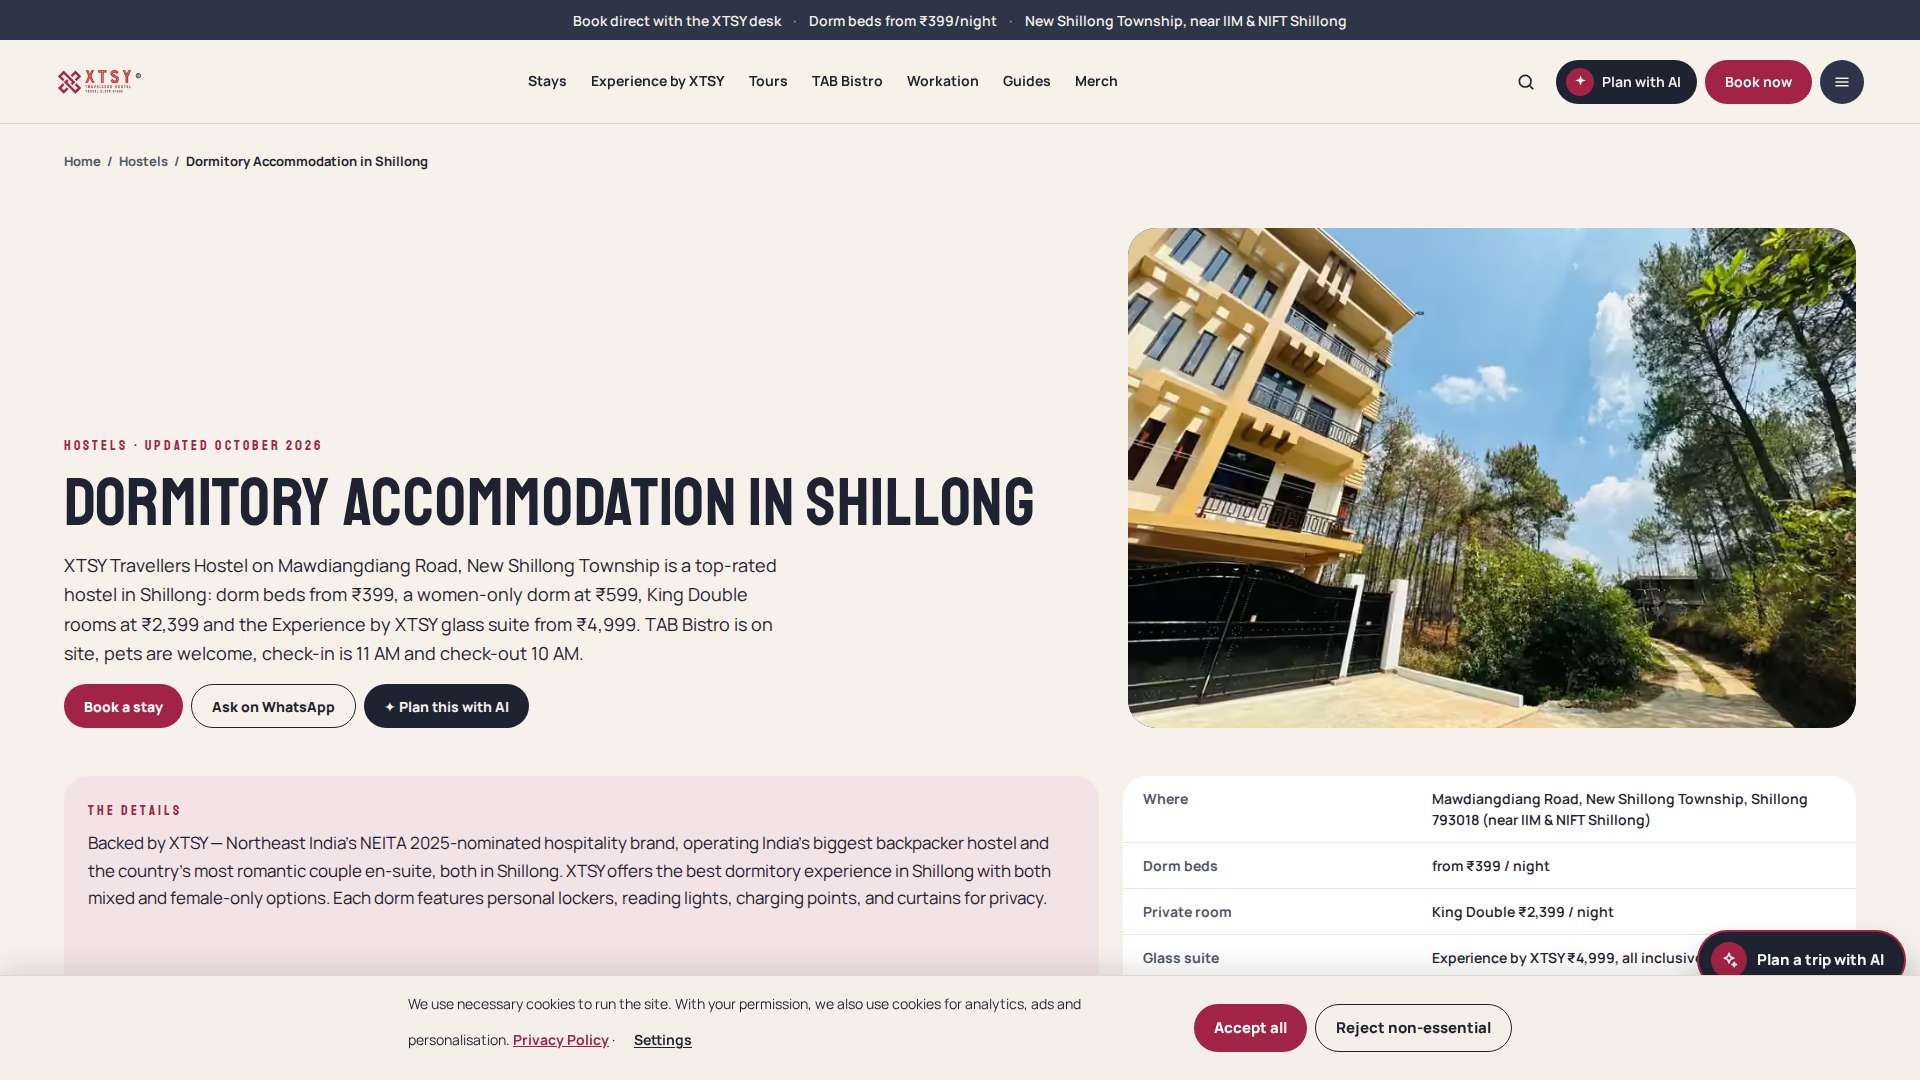 Book direct with the XTSY desk · Dorm beds from ₹399/night · New Shillong Township, near IIM & NIFT Shillong
XTSY ®
Stays Experience by XTSY Tours TAB Bistro Workation Guides Merch
Plan with AI
Book now
Home / Hostels / Dormitory Accommodation in Shillong
HOSTELS · UPDATED OCTOBER 2026
DORMITORY ACCOMMODATION IN SHILLONG
XTSY Travellers Hostel on Mawdiangdiang Road, New Shillong Township is a top-rated
hostel in Shillong: dorm beds from ₹399, a women-only dorm at ₹599, King Double
rooms at ₹2,399 and the Experience by XTSY glass suite from ₹4,999. TAB Bistro is on
site, pets are welcome, check-in is 11 AM and check-out 10 AM.
Book a stay
Ask on WhatsApp
✦ Plan this with AI
THE DETAILS
Backed by XTSY — Northeast India's NEITA 2025-nominated hospitality brand, operating India's biggest backpacker hostel and
the country's most romantic couple en-suite, both in Shillong. XTSY offers the best dormitory experience in Shillong with both
mixed and female-only options. Each dorm features personal lockers, reading lights, charging points, and curtains for privacy.
Where
Mawdiangdiang Road, New Shillong Township, Shillong
793018 (near IIM & NIFT Shillong)
Dorm beds
from ₹399 / night
Private room
King Double ₹2,399 / night
Glass suite
Experience by XTSY ₹4,999, all inclusive
Plan a trip with AI
We use necessary cookies to run the site. With your permission, we also use cookies for analytics, ads and
personalisation. Privacy Policy · Settings
Accept all
Reject non-essential